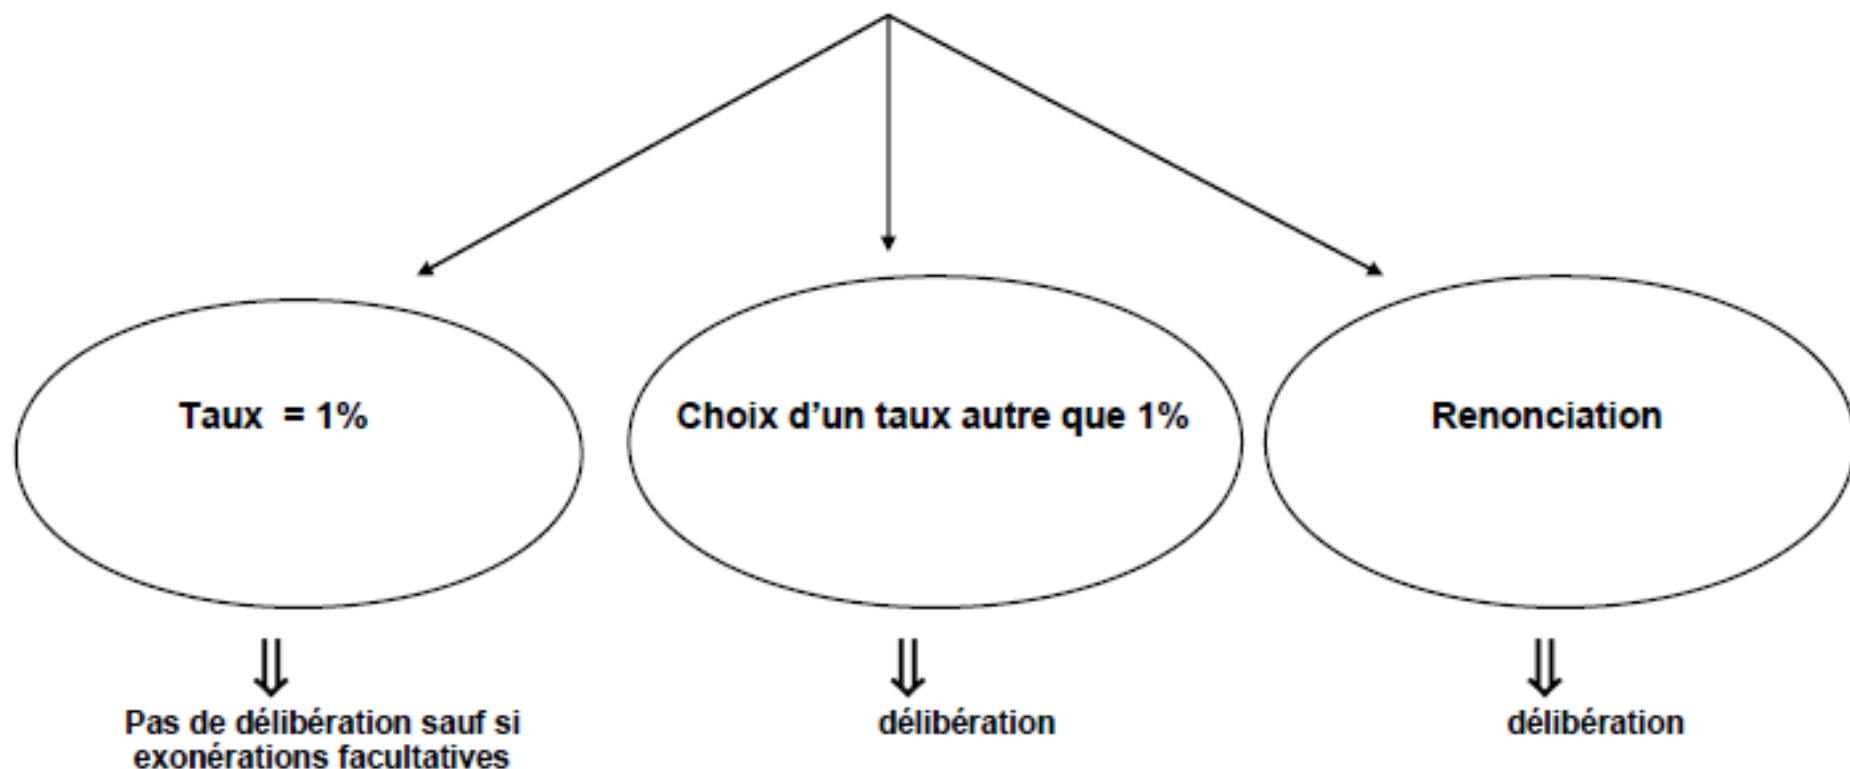 Taux = 1%
Choix d’un taux autre que 1%
Renonciation
Pas de délibération sauf si
exonérations facultatives
délibération
délibération